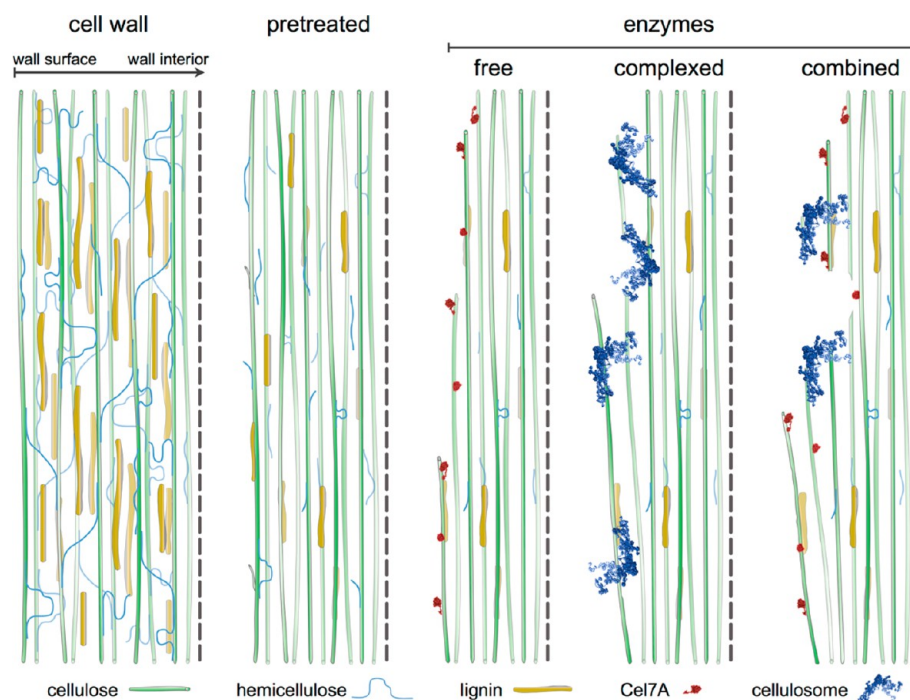 cell wall
pretreated
enzymes
wall surface
wall interior
free
complexed
combined
cellulose
hemicellulose
lignin
Cel7A
cellulosome